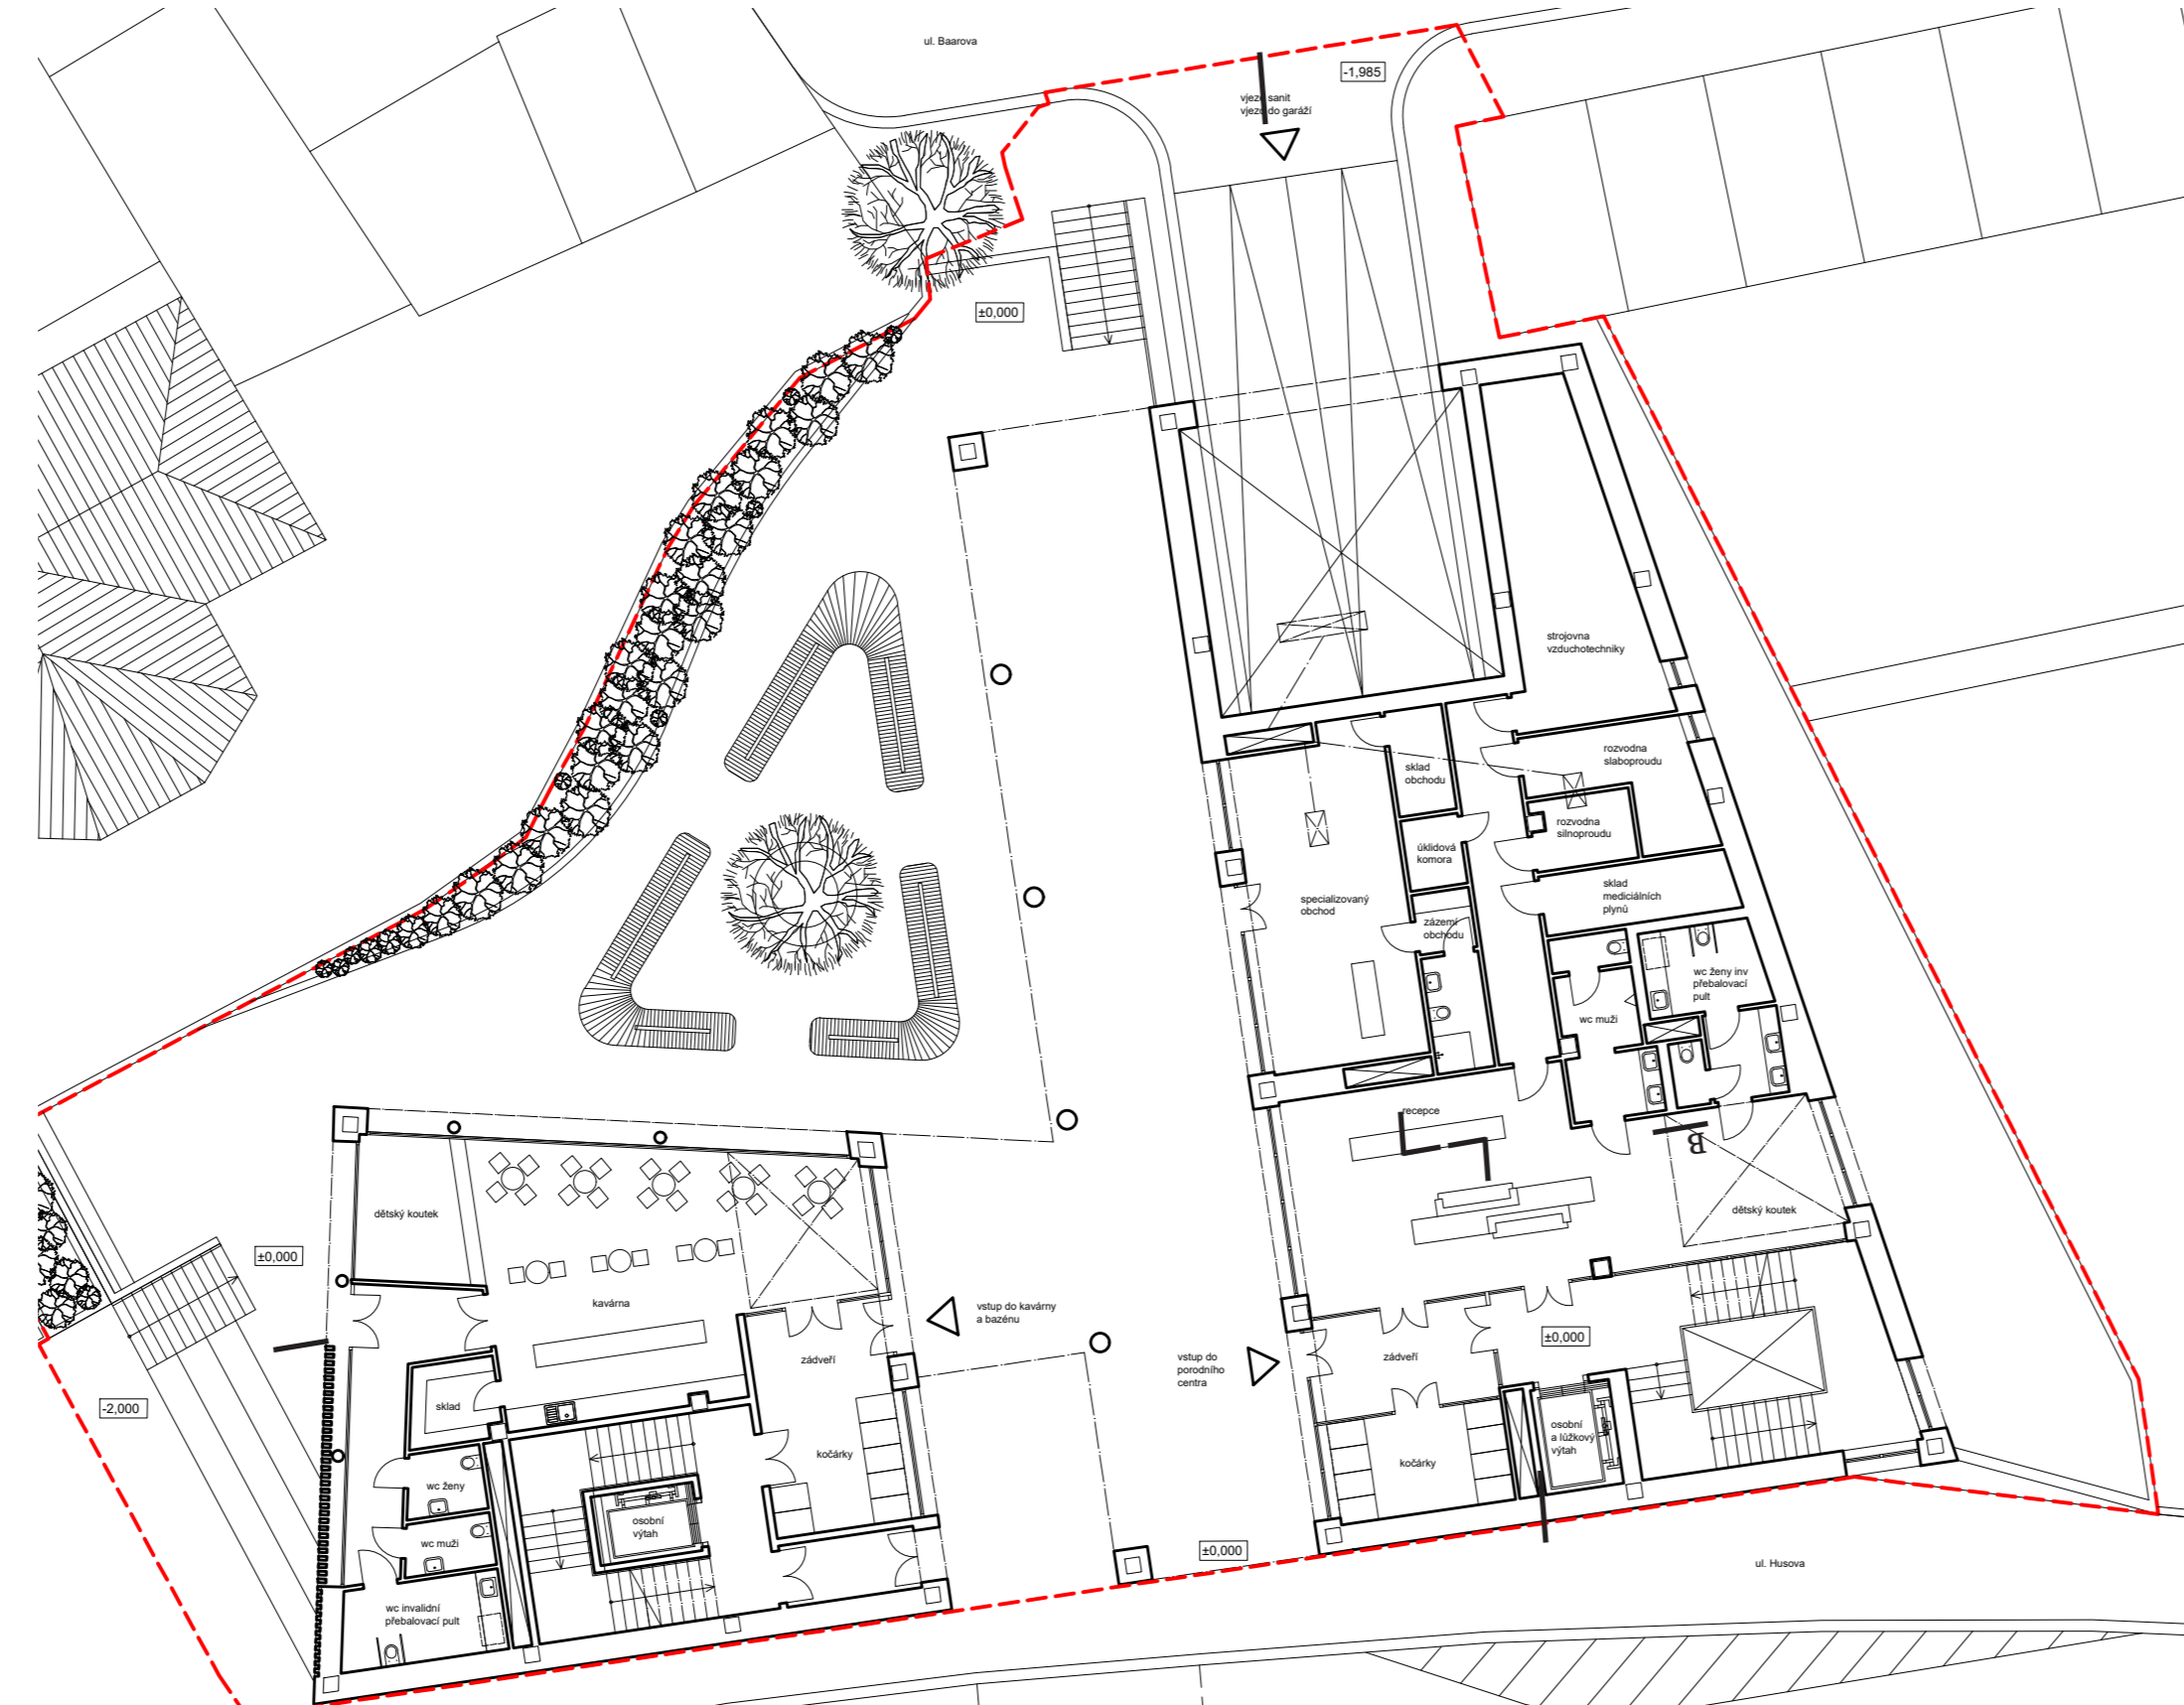 ul. Baarova
-1,985
vjezd sanit
vjezd do garáží
±0,000
strojovna
vzduchotechniky
rozvodna
slaboproudu
sklad
obchodu
rozvodna
silnoproudu
úklidová
komora
sklad
mediciálních
plynů
specializovaný
obchod
zázemí
obchodu
wc ženy inv
přebalovací
pult
wc muži
recepce
B
dětský koutek
dětský koutek
±0,000
kavárna
vstup do kavárny
a bazénu
±0,000
zádveří
vstup do
porodního
centra
zádveří
-2,000
sklad
osobní
a lůžkový
výtah
kočárky
kočárky
wc ženy
osobní
výtah
wc muži
±0,000
ul. Husova
wc invalidní
přebalovací pult